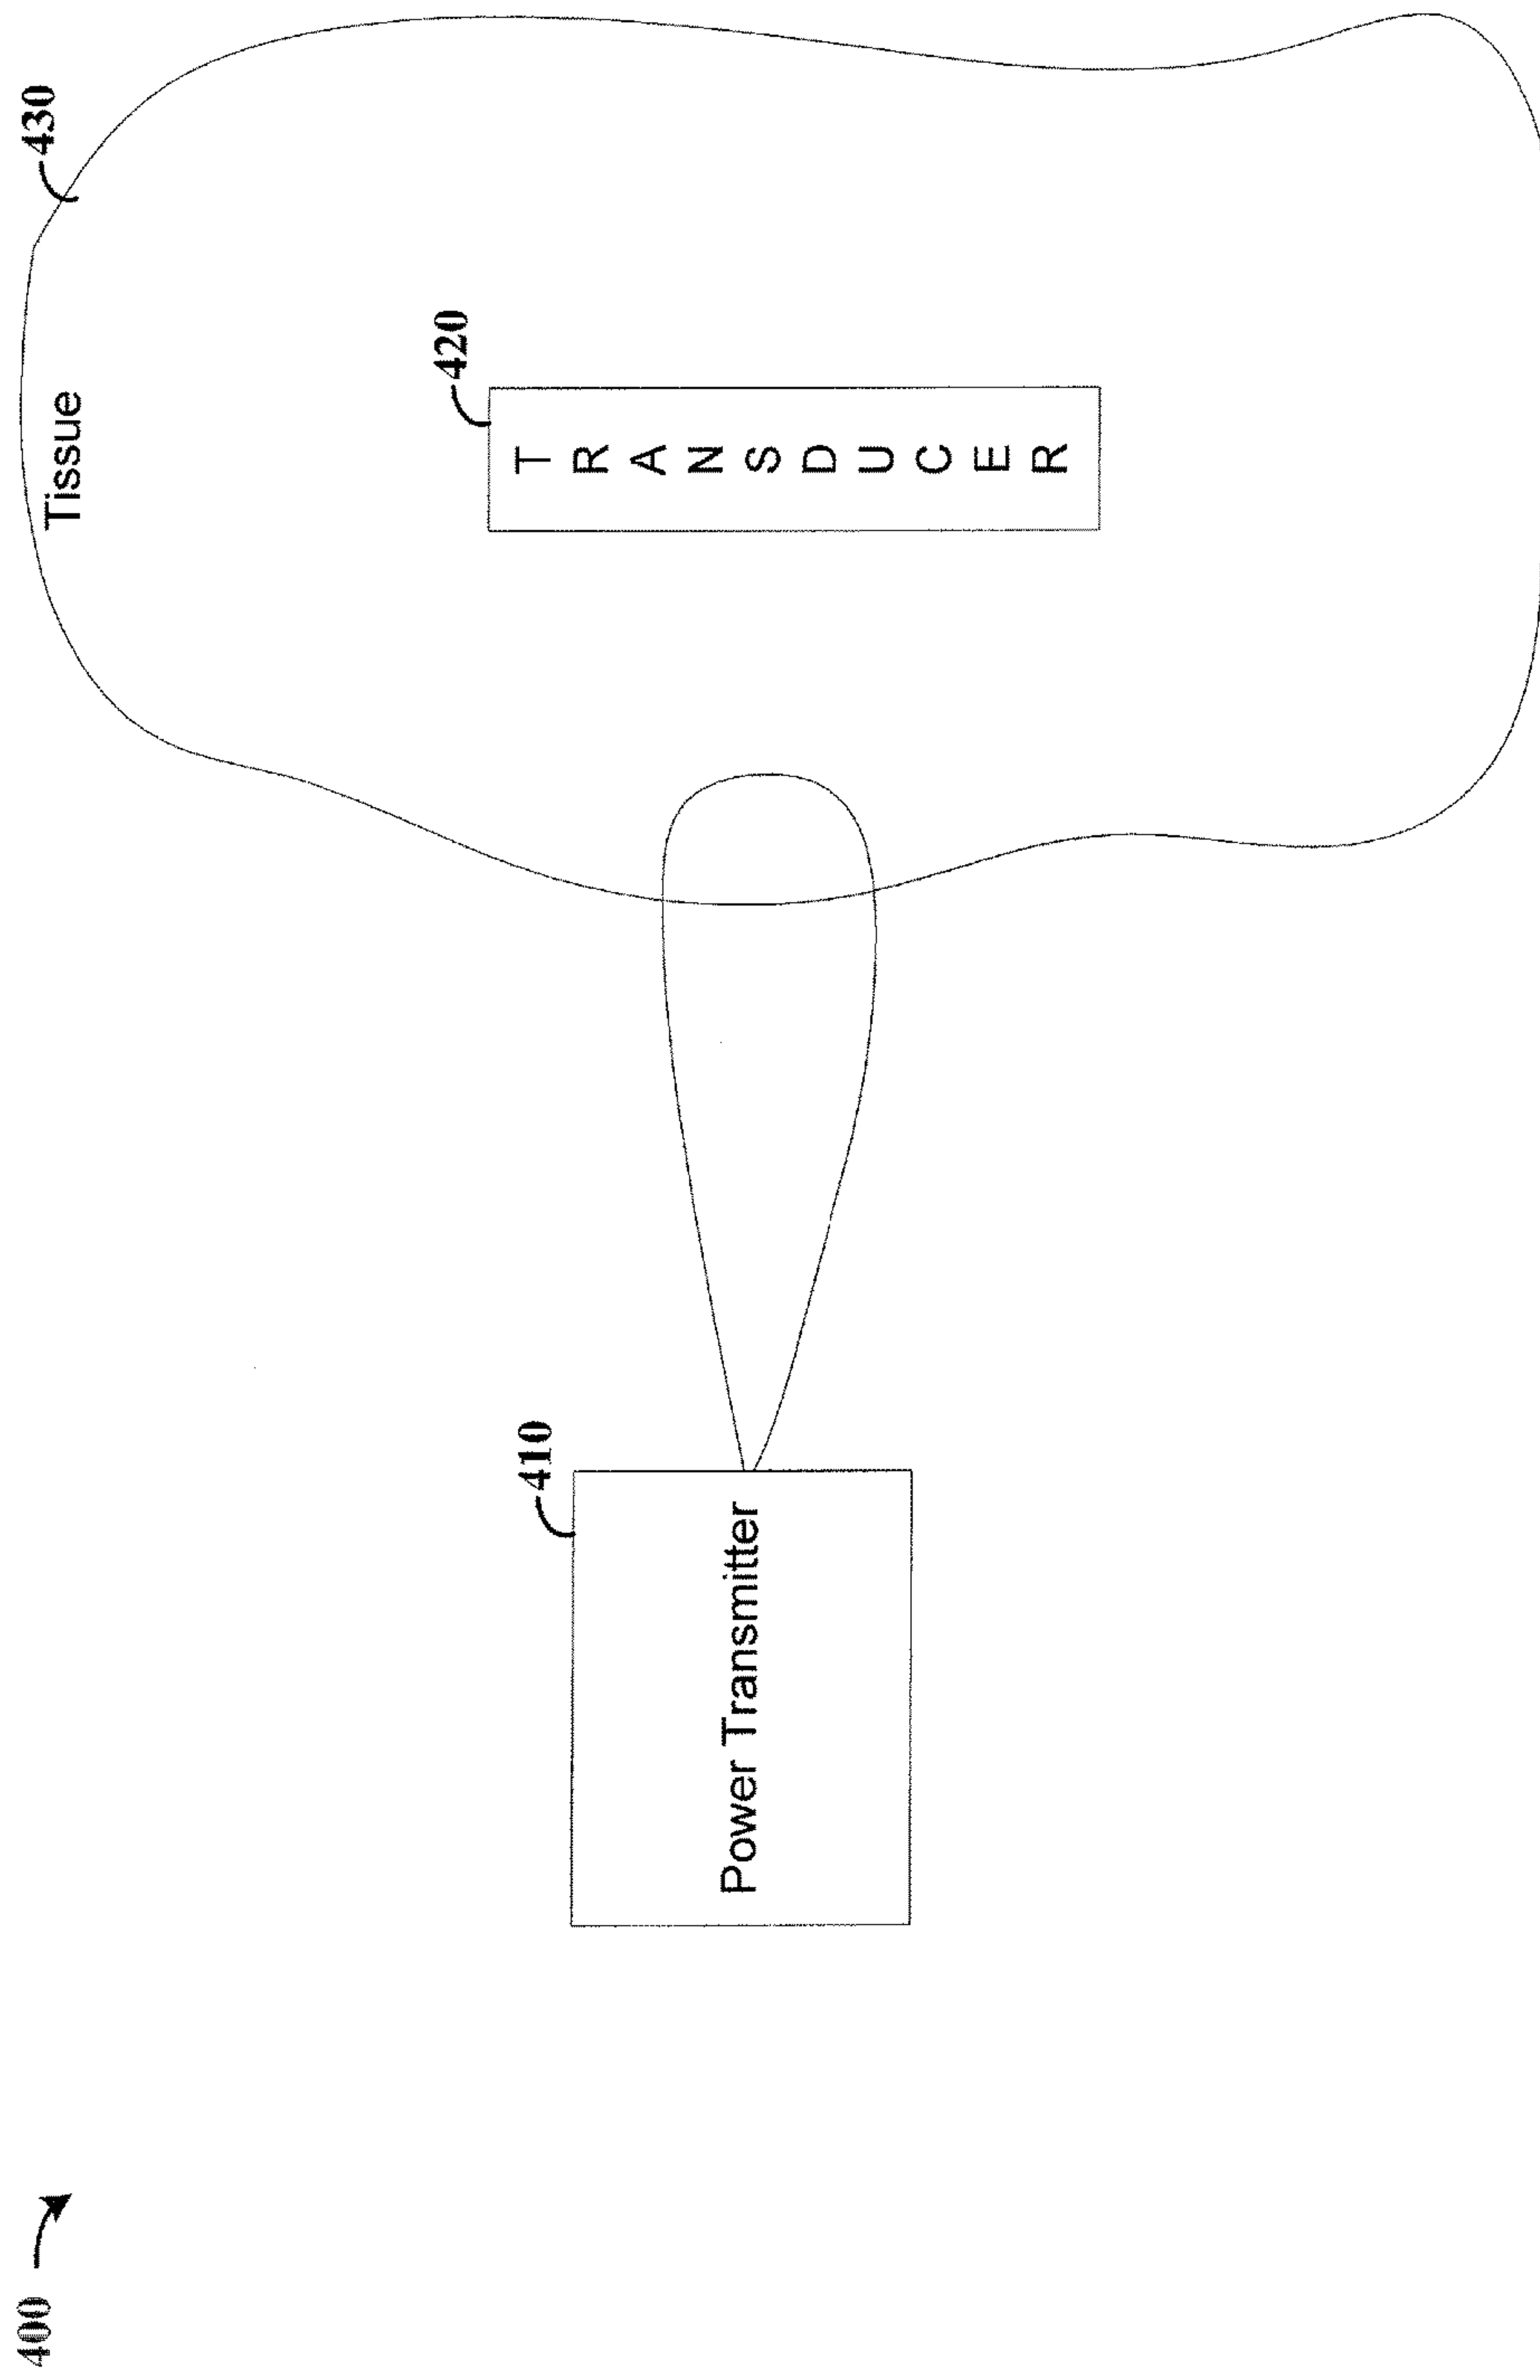 400
410
Power Transmitter
420
TRANSDUCER
Tissue
430